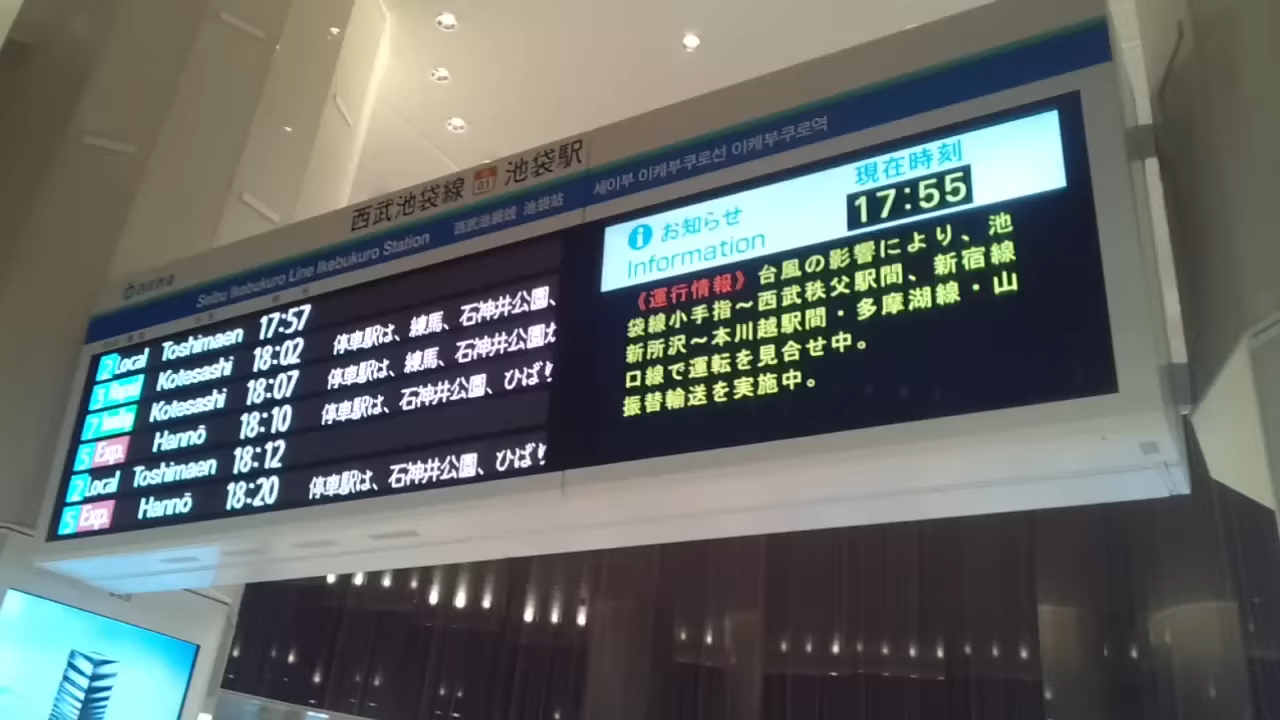 西武池袋線 01 池袋駅
Seibu Ikebukuro Line Ikebukuro Station 西武池袋线 池袋站 세이부 이케부쿠로선 이케부쿠로역
2 Local Toshimaen 17:57 停車駅は、練馬、石神井公園、
3 Rapid Kotesashi 18:02 停車駅は、練馬、石神井公園
7 Kotesashi 18:07 停車駅は、石神井公園、ひば
5 Exp. Hannō 18:10
2 Local Toshimaen 18:12
5 Exp. Hannō 18:20 停車駅は、石神井公園、ひば
i お知らせ
Information
現在時刻
17:55
《運行情報》台風の影響により、池
袋線小手指～西武秩父駅間、新宿線
新所沢～本川越駅間・多摩湖線・山
口線で運転を見合せ中。
振替輸送を実施中。